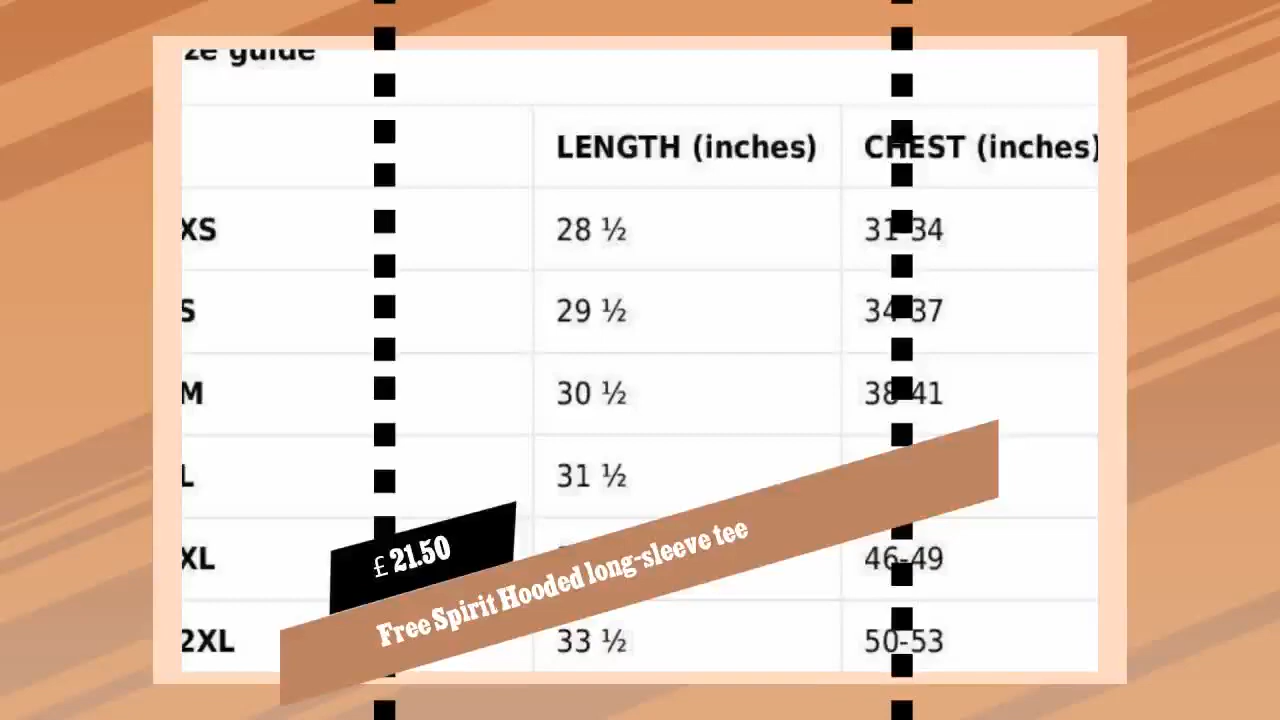 ze guide
LENGTH (inches) CHEST (inches)
XS 28 ½ 31-34
S 29 ½ 34-37
M 30 ½ 38-41
L 31 ½
XL 46-49
2XL 33 ½ 50-53
£ 21.50
Free Spirit Hooded long-sleeve tee